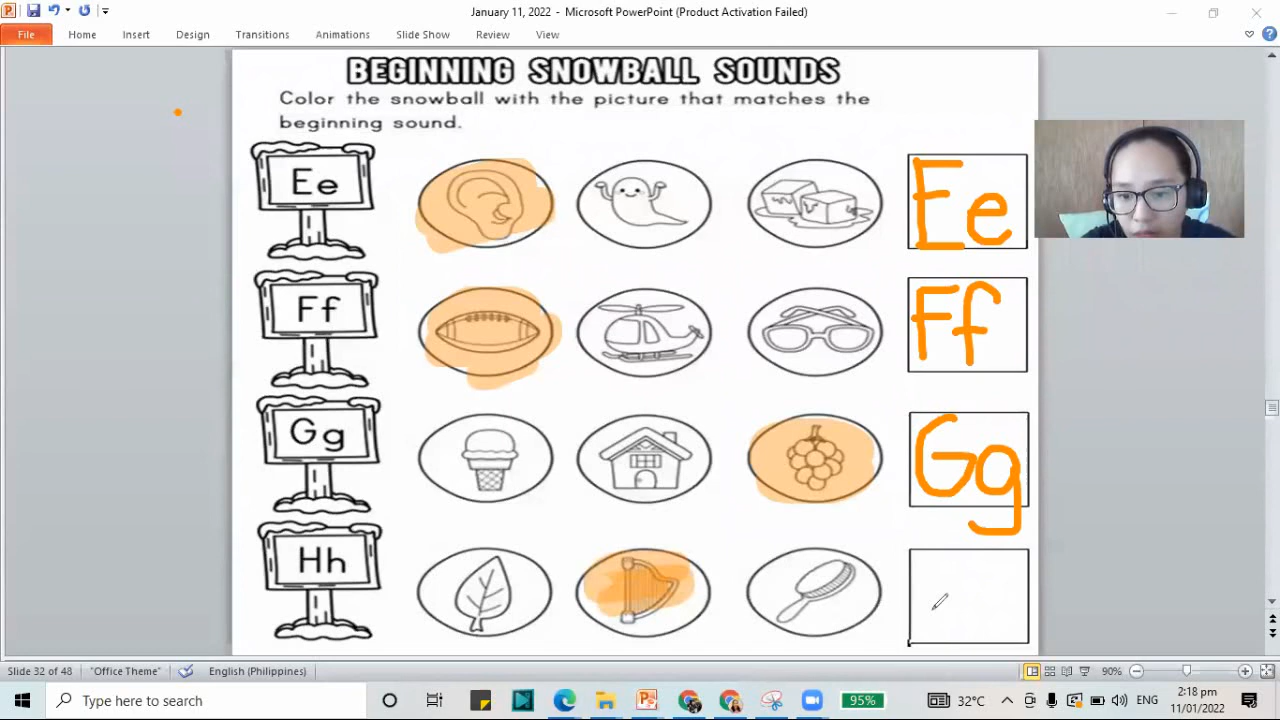 January 11, 2022 - Microsoft PowerPoint (Product Activation Failed)
File Home Insert Design Transitions Animations Slide Show Review View
BEGINNING SNOWBALL SOUNDS
Color the snowball with the picture that matches the
beginning sound.
Ee Ee
Ff Ff
Gg Gg
Hh
Slide 32 of 48 "Office Theme" English (Philippines) 90%
Type here to search 95% 32°C ENG 2:18 pm
11/01/2022